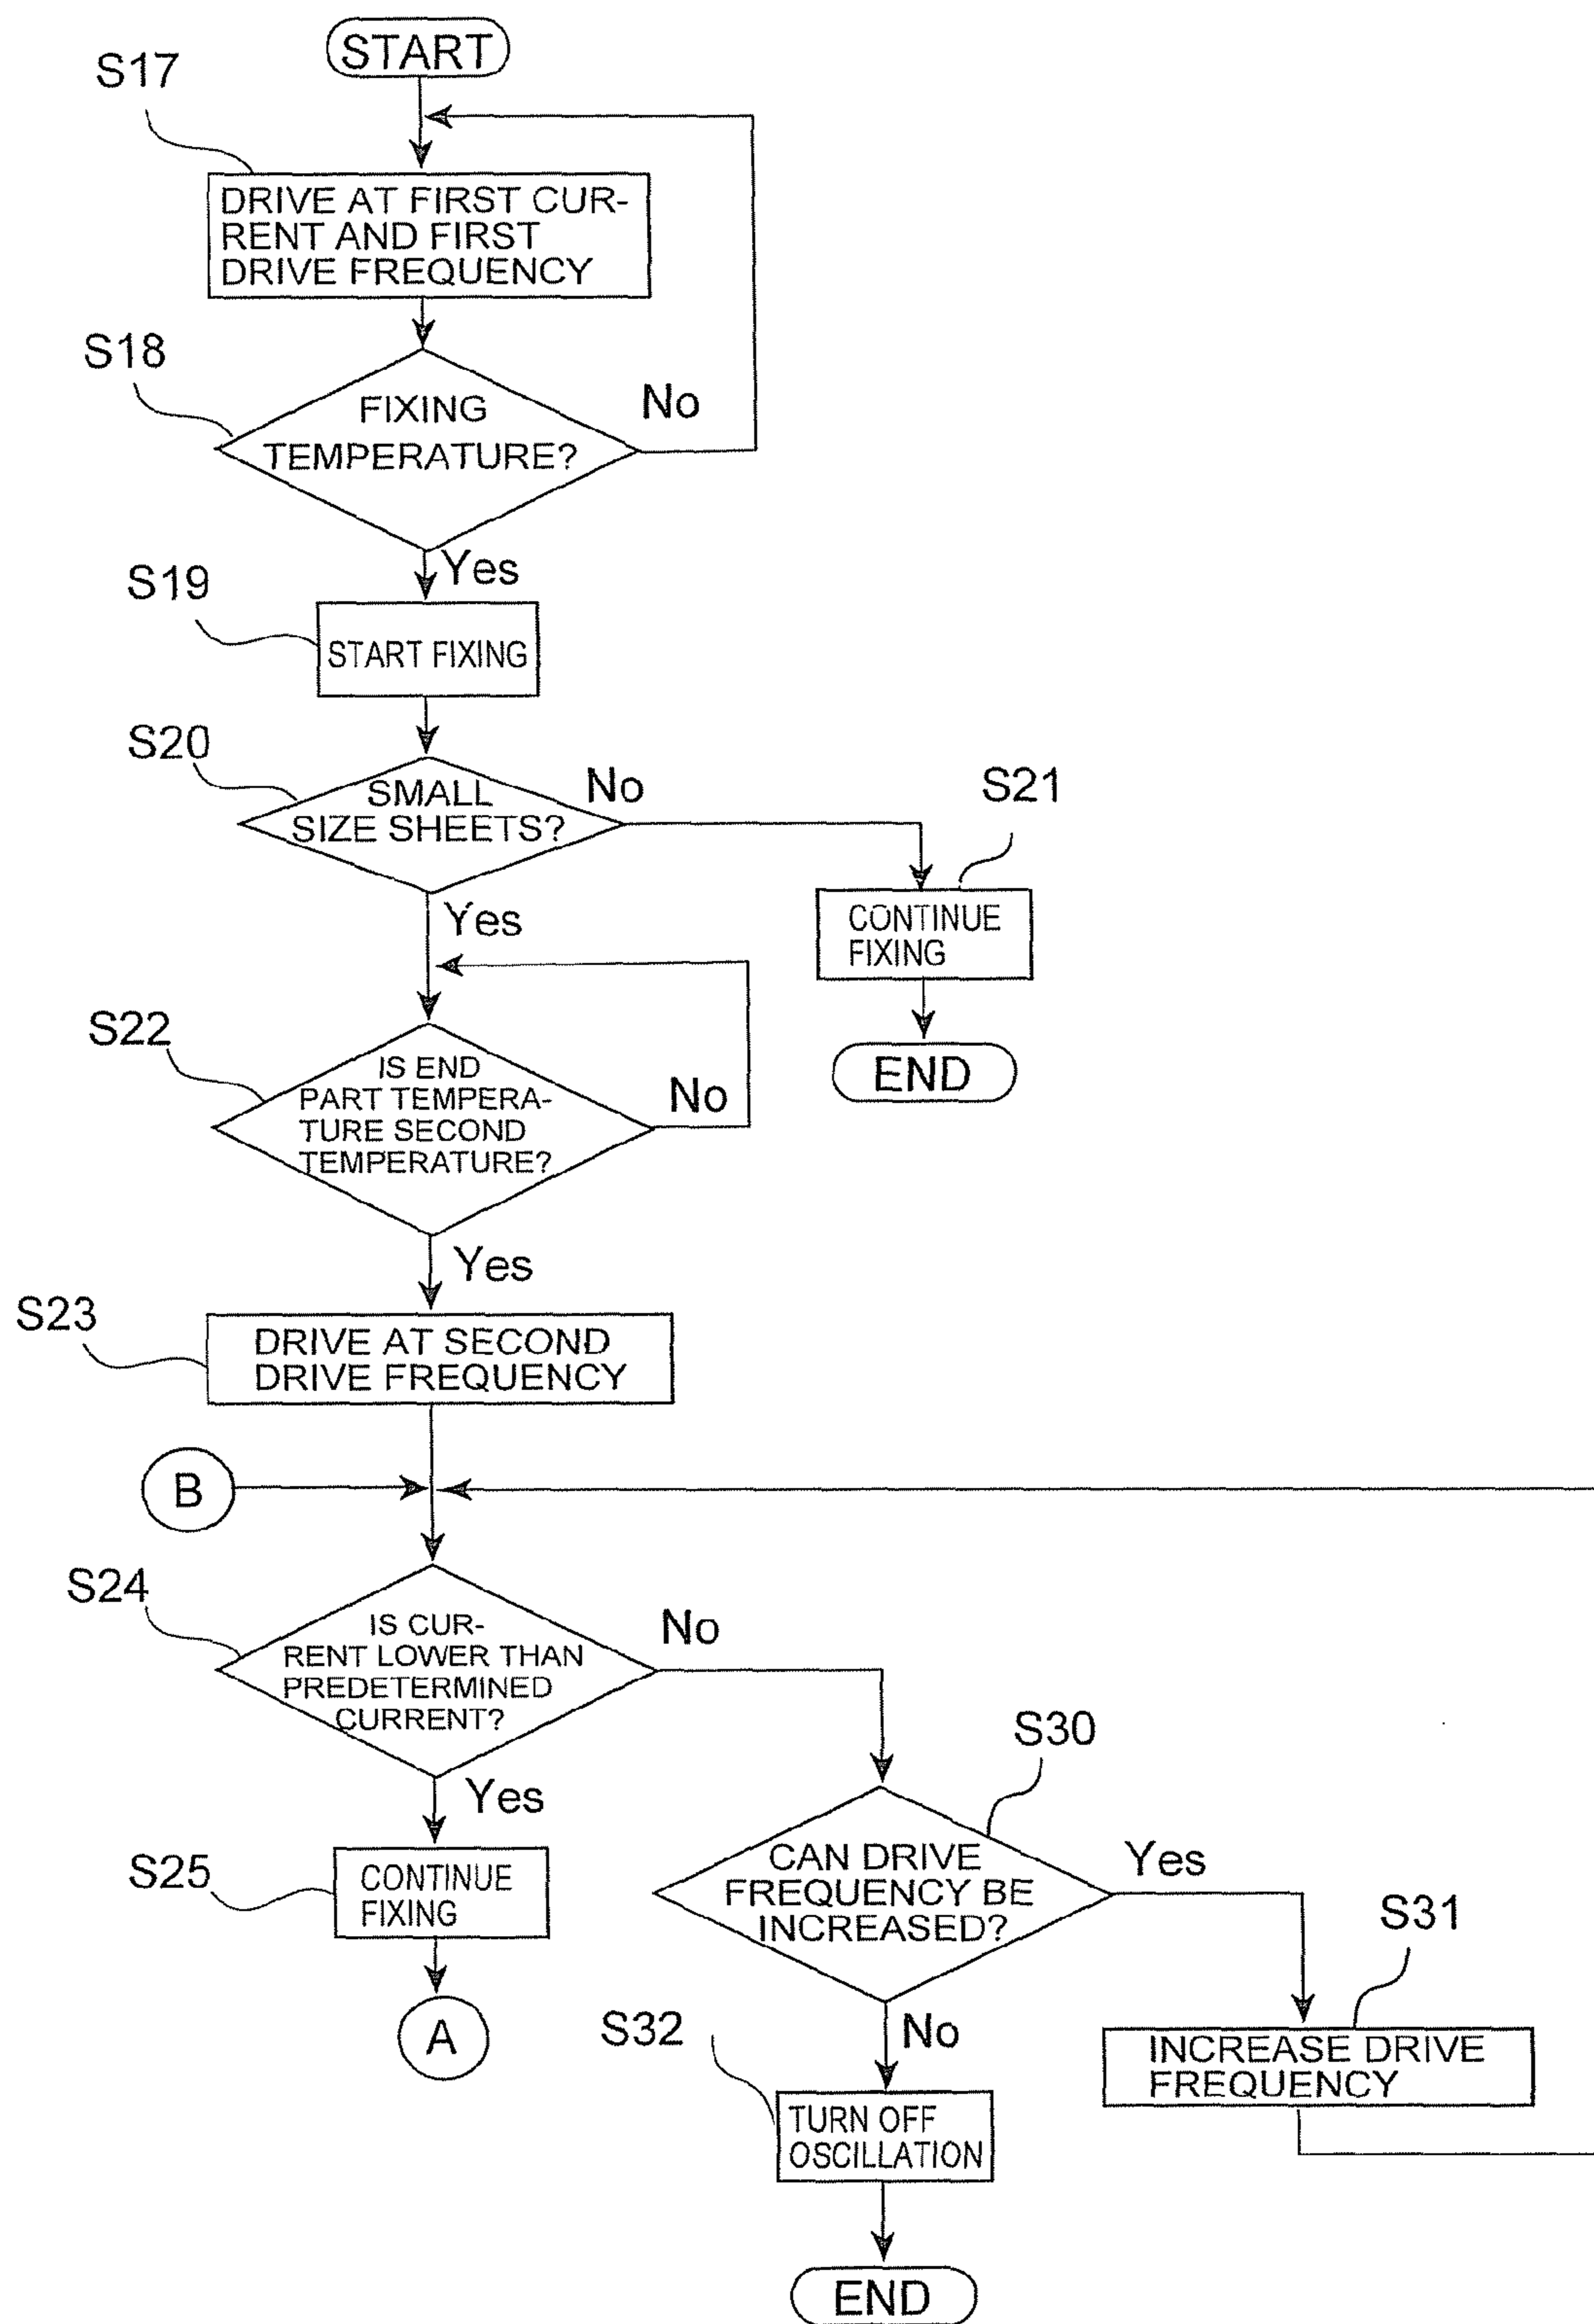 START
S17
DRIVE AT FIRST CUR-
RENT AND FIRST
DRIVE FREQUENCY
S18
FIXING
TEMPERATURE?
No
Yes
S19
START FIXING
S20
SMALL
SIZE SHEETS?
No
S21
Yes
CONTINUE
FIXING
END
S22
IS END
PART TEMPERA-
TURE SECOND
TEMPERATURE?
No
Yes
S23
DRIVE AT SECOND
DRIVE FREQUENCY
B
S24
IS CUR-
RENT LOWER THAN
PREDETERMINED
CURRENT?
No
Yes
S25
CONTINUE
FIXING
A
S30
CAN DRIVE
FREQUENCY BE
INCREASED?
Yes
S31
INCREASE DRIVE
FREQUENCY
No
S32
TURN OFF
OSCILLATION
END